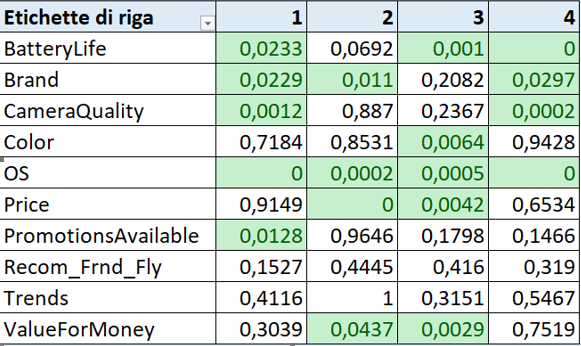 Etichette di riga 1 2 3 4
BatteryLife 0,0233 0,0692 0,001 0
Brand 0,0229 0,011 0,2082 0,0297
CameraQuality 0,0012 0,887 0,2367 0,0002
Color 0,7184 0,8531 0,0064 0,9428
OS 0 0,0002 0,0005 0
Price 0,9149 0 0,0042 0,6534
PromotionsAvailable 0,0128 0,9646 0,1798 0,1466
Recom_Frnd_Fly 0,1527 0,4445 0,416 0,319
Trends 0,4116 1 0,3151 0,5467
ValueForMoney 0,3039 0,0437 0,0029 0,7519